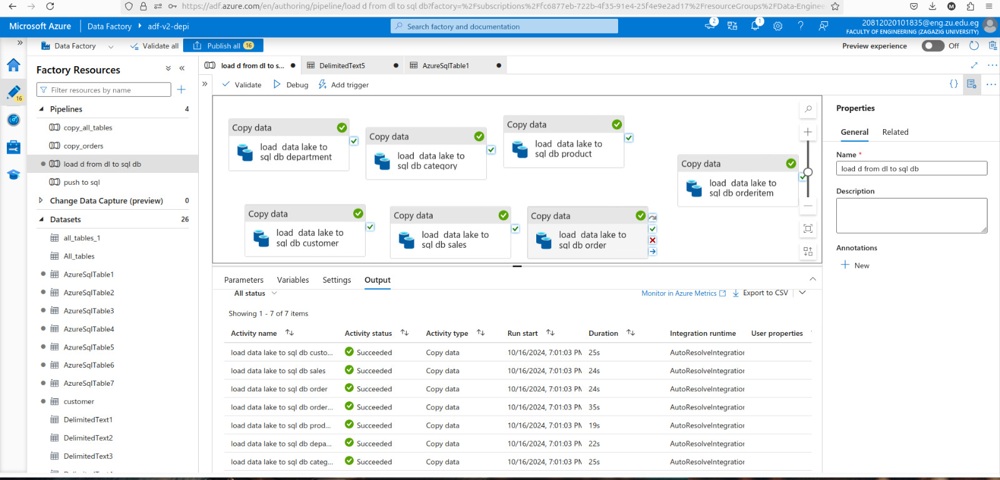 https://adf.azure.com/en/authoring/pipeline/load d from dl to sql db?factory=%2Fsubscriptions%2Ffc6877eb-722b-4f35-91e4-25f4e9e2ad17%2FresourceGroups%2FData-Enginee
Microsoft Azure
Data Factory
adf-v2-depi
Search factory and documentation
2
1
20812020101835@eng.zu.edu.eg
FACULTY OF ENGINEERING (ZAGAZIG UNIVERSITY)
Data Factory
Validate all
Publish all 16
Preview experience
Off
Factory Resources
Filter resources by name
16
Pipelines 4
copy_all_tables
copy_orders
load d from dl to sql db
push to sql
Change Data Capture (preview) 0
Datasets 26
all_tables_1
All_tables
AzureSqlTable1
AzureSqlTable2
AzureSqlTable3
AzureSqlTable4
AzureSqlTable5
AzureSqlTable6
AzureSqlTable7
customer
DelimitedText1
DelimitedText2
DelimitedText3
load d from dl to s...
DelimitedText5
AzureSqlTable1
Validate
Debug
Add trigger
Copy data
load data lake to
sql db department
Copy data
load data lake to
sql db category
Copy data
load data lake to
sql db product
Copy data
load data lake to
sql db orderitem
Copy data
load data lake to
sql db customer
Copy data
load data lake to
sql db sales
Copy data
load data lake to
sql db order
Parameters Variables Settings Output
All status
Monitor in Azure Metrics
Export to CSV
Showing 1 - 7 of 7 items
Activity name Activity status Activity type Run start Duration Integration runtime User properties
load data lake to sql db custo... Succeeded Copy data 10/16/2024, 7:01:03 PM 25s AutoResolveIntegration
load data lake to sql db sales Succeeded Copy data 10/16/2024, 7:01:03 PM 24s AutoResolveIntegration
load data lake to sql db order Succeeded Copy data 10/16/2024, 7:01:03 PM 24s AutoResolveIntegration
load data lake to sql db order... Succeeded Copy data 10/16/2024, 7:01:03 PM 35s AutoResolveIntegration
load data lake to sql db prod... Succeeded Copy data 10/16/2024, 7:01:03 PM 19s AutoResolveIntegration
load data lake to sql db depa... Succeeded Copy data 10/16/2024, 7:01:03 PM 22s AutoResolveIntegration
load data lake to sql db categ... Succeeded Copy data 10/16/2024, 7:01:03 PM 25s AutoResolveIntegration
Properties
General Related
Name *
load d from dl to sql db
Description
Annotations
New